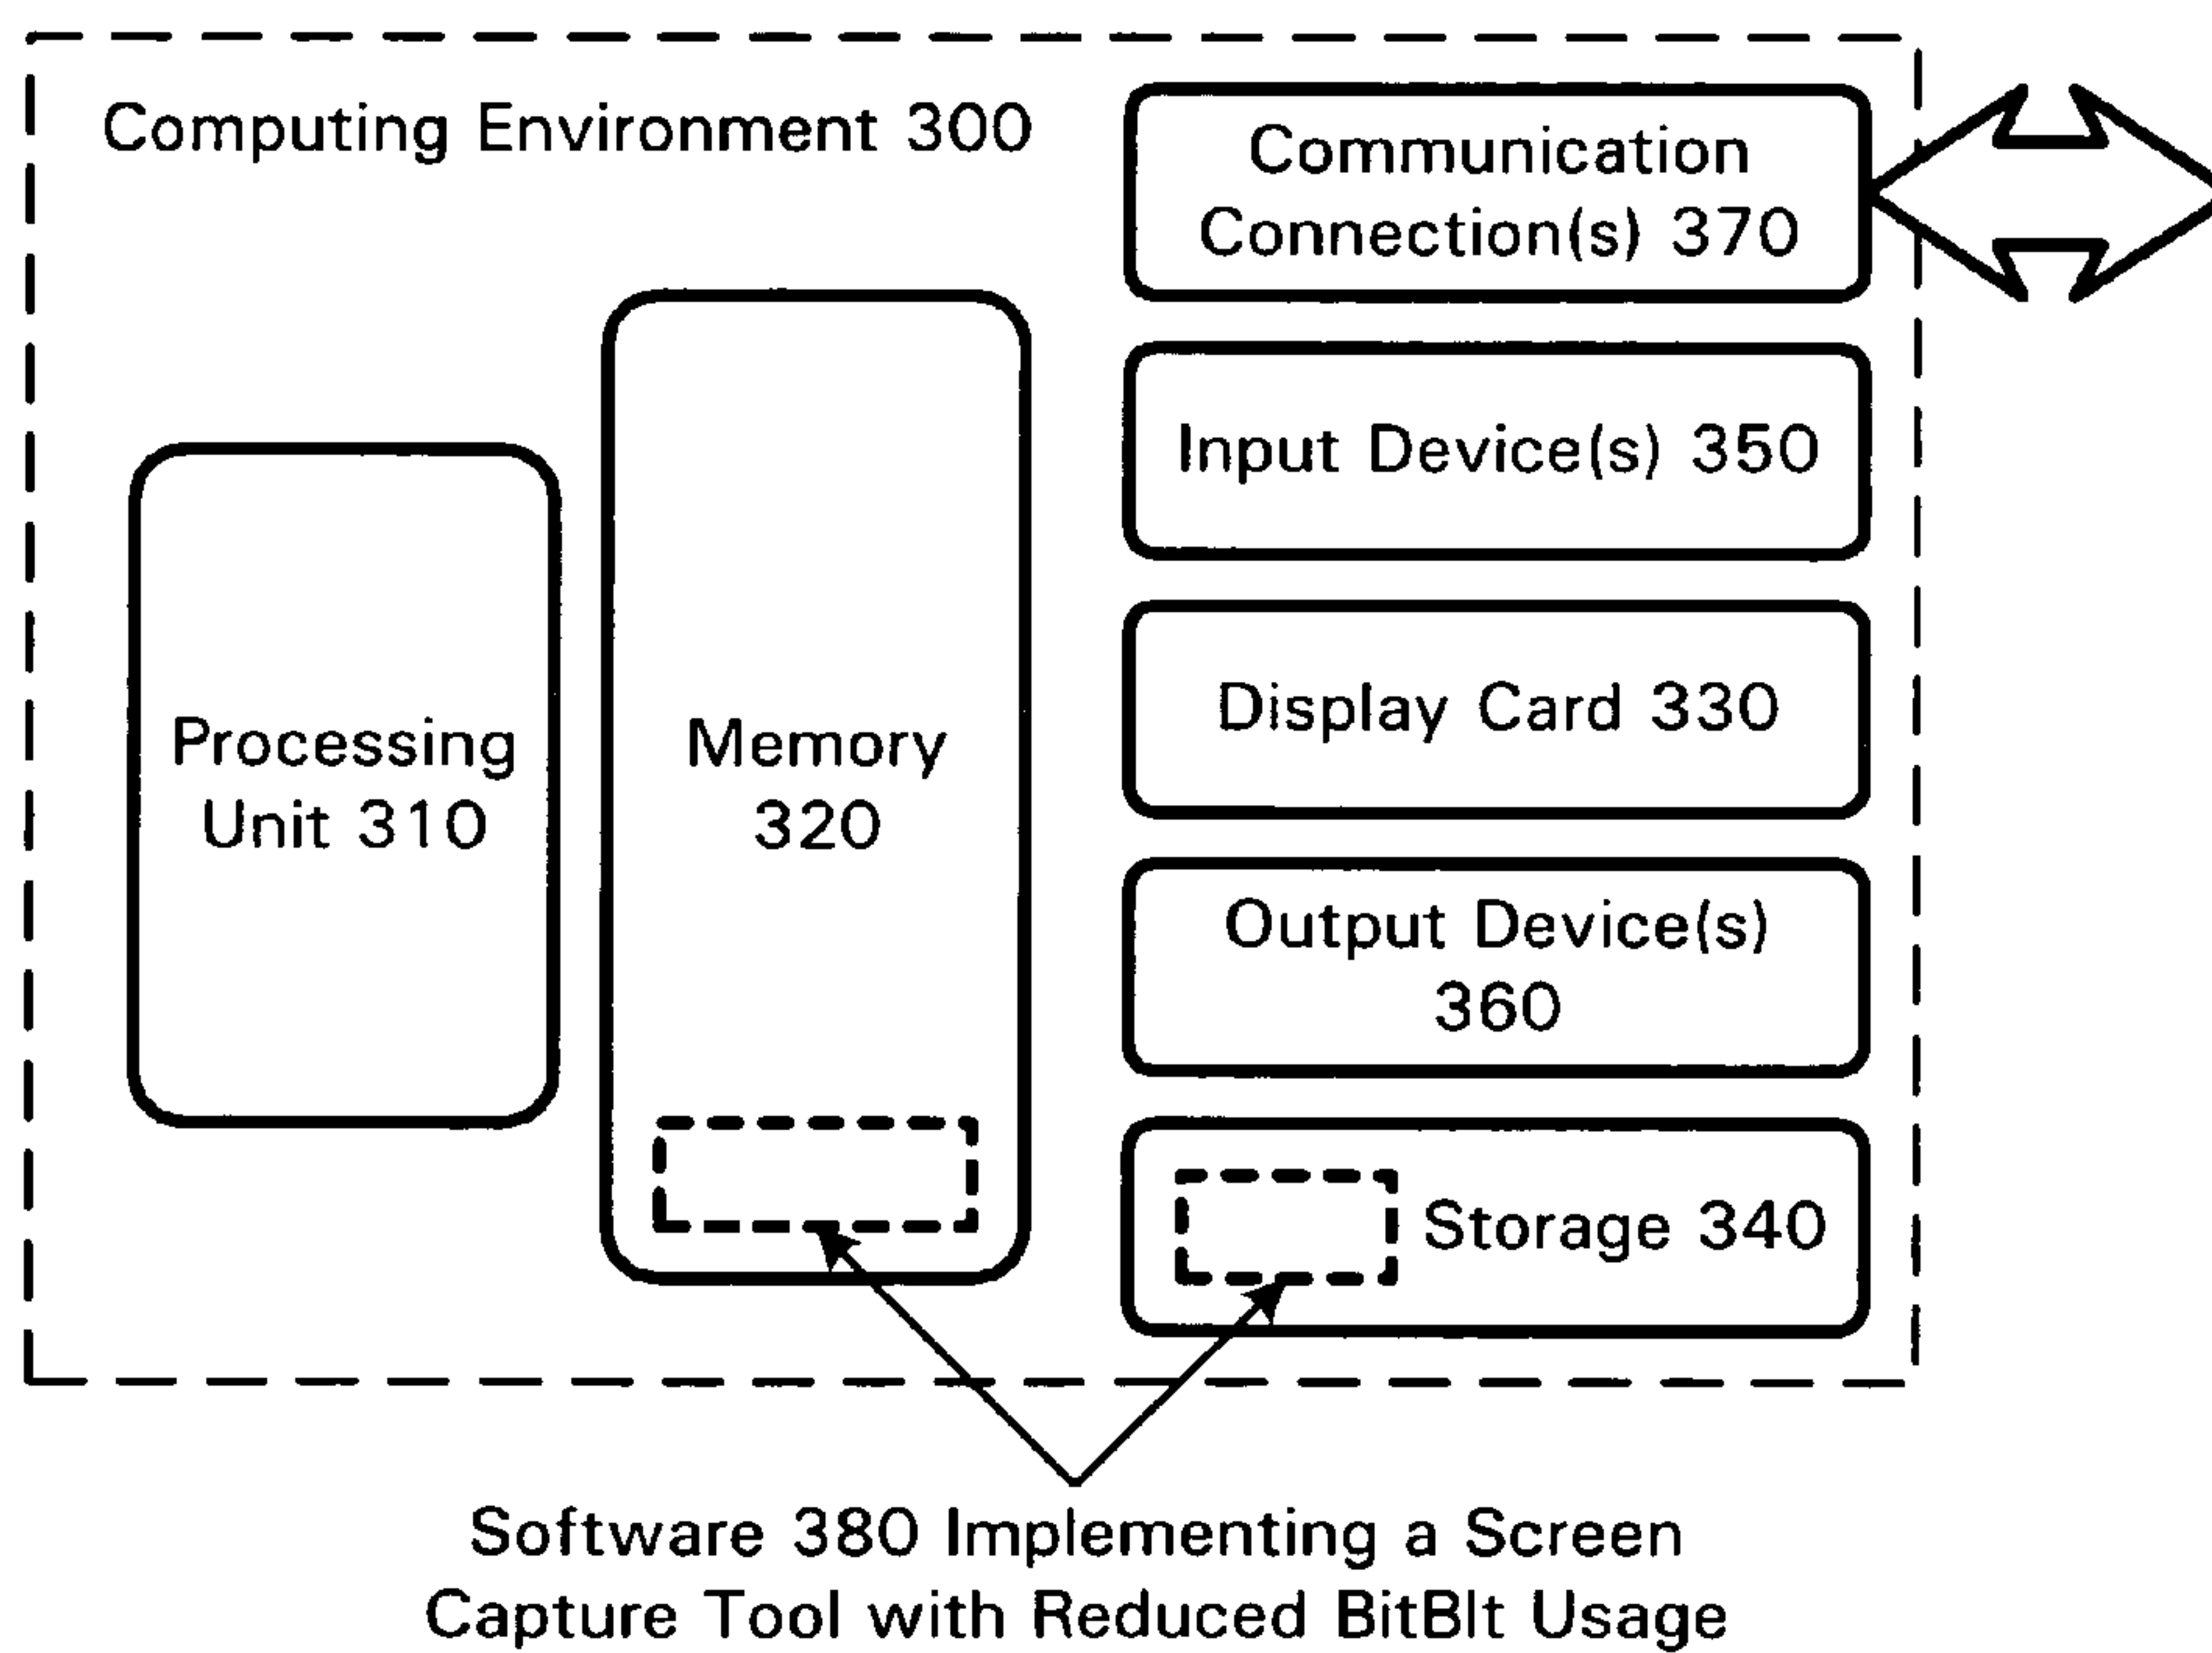 Computing Environment 300
Communication
Connection(s) 370
Input Device(s) 350
Display Card 330
Output Device(s)
360
Storage 340
Processing
Unit 310
Memory
320
Software 380 Implementing a Screen
Capture Tool with Reduced BitBlt Usage